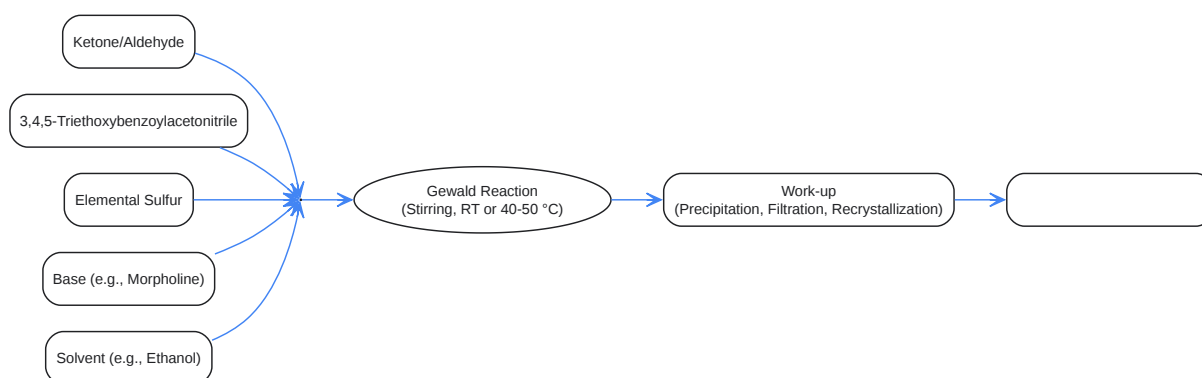 Ketone/Aldehyde
3,4,5-Triethoxybenzoylacetonitrile
Elemental Sulfur
Base (e.g., Morpholine)
Solvent (e.g., Ethanol)
Gewald Reaction
(Stirring, RT or 40-50 °C)
Work-up
(Precipitation, Filtration, Recrystallization)